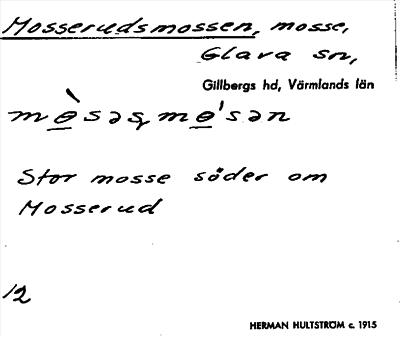 Mosserudsmossen, mosse,
Glava sn,
Gillbergs hd, Värmlands län
Stor mosse söder om
Mosserud
12
HERMAN HULTSTRÖM c. 1915